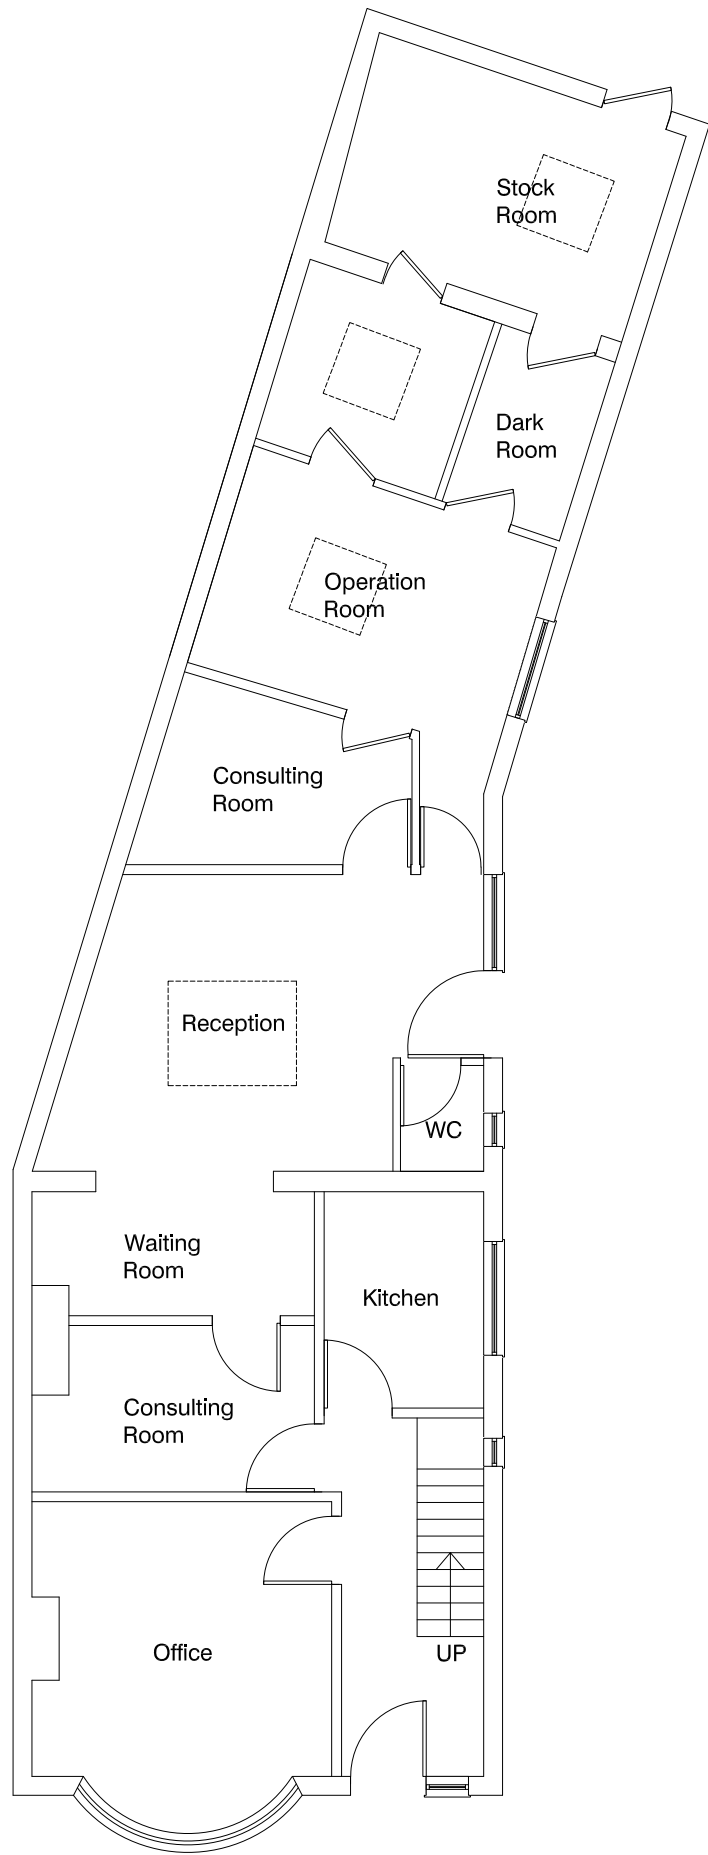 Stock
Room
Dark
Room
Operation
Room
Consulting
Room
Reception
WC
Waiting
Room
Kitchen
Consulting
Room
Office
UP